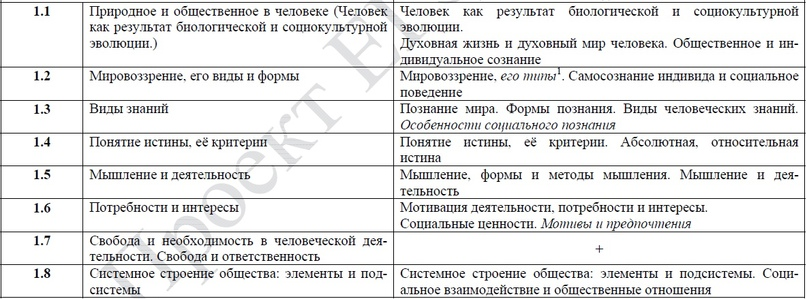 1.1
Природное и общественное в человеке (Человек
как результат биологической и социокультурной
эволюции.)
Человек как результат биологической и социокультурной
эволюции.
Духовная жизнь и духовный мир человека. Общественное и ин-
дивидуальное сознание
1.2
Мировоззрение, его виды и формы
Мировоззрение, его типы1. Самосознание индивида и социальное
поведение
1.3
Виды знаний
Познание мира. Формы познания. Виды человеческих знаний.
Особенности социального познания
1.4
Понятие истины, её критерии
Понятие истины, её критерии. Абсолютная, относительная
истина
1.5
Мышление и деятельность
Мышление, формы и методы мышления. Мышление и дея-
тельность
1.6
Потребности и интересы
Мотивация деятельности, потребности и интересы.
Социальные ценности. Мотивы и предпочтения
1.7
Свобода и необходимость в человеческой дея-
тельности. Свобода и ответственность
+
1.8
Системное строение общества: элементы и под-
системы
Системное строение общества: элементы и подсистемы. Соци-
альное взаимодействие и общественные отношения
Проект